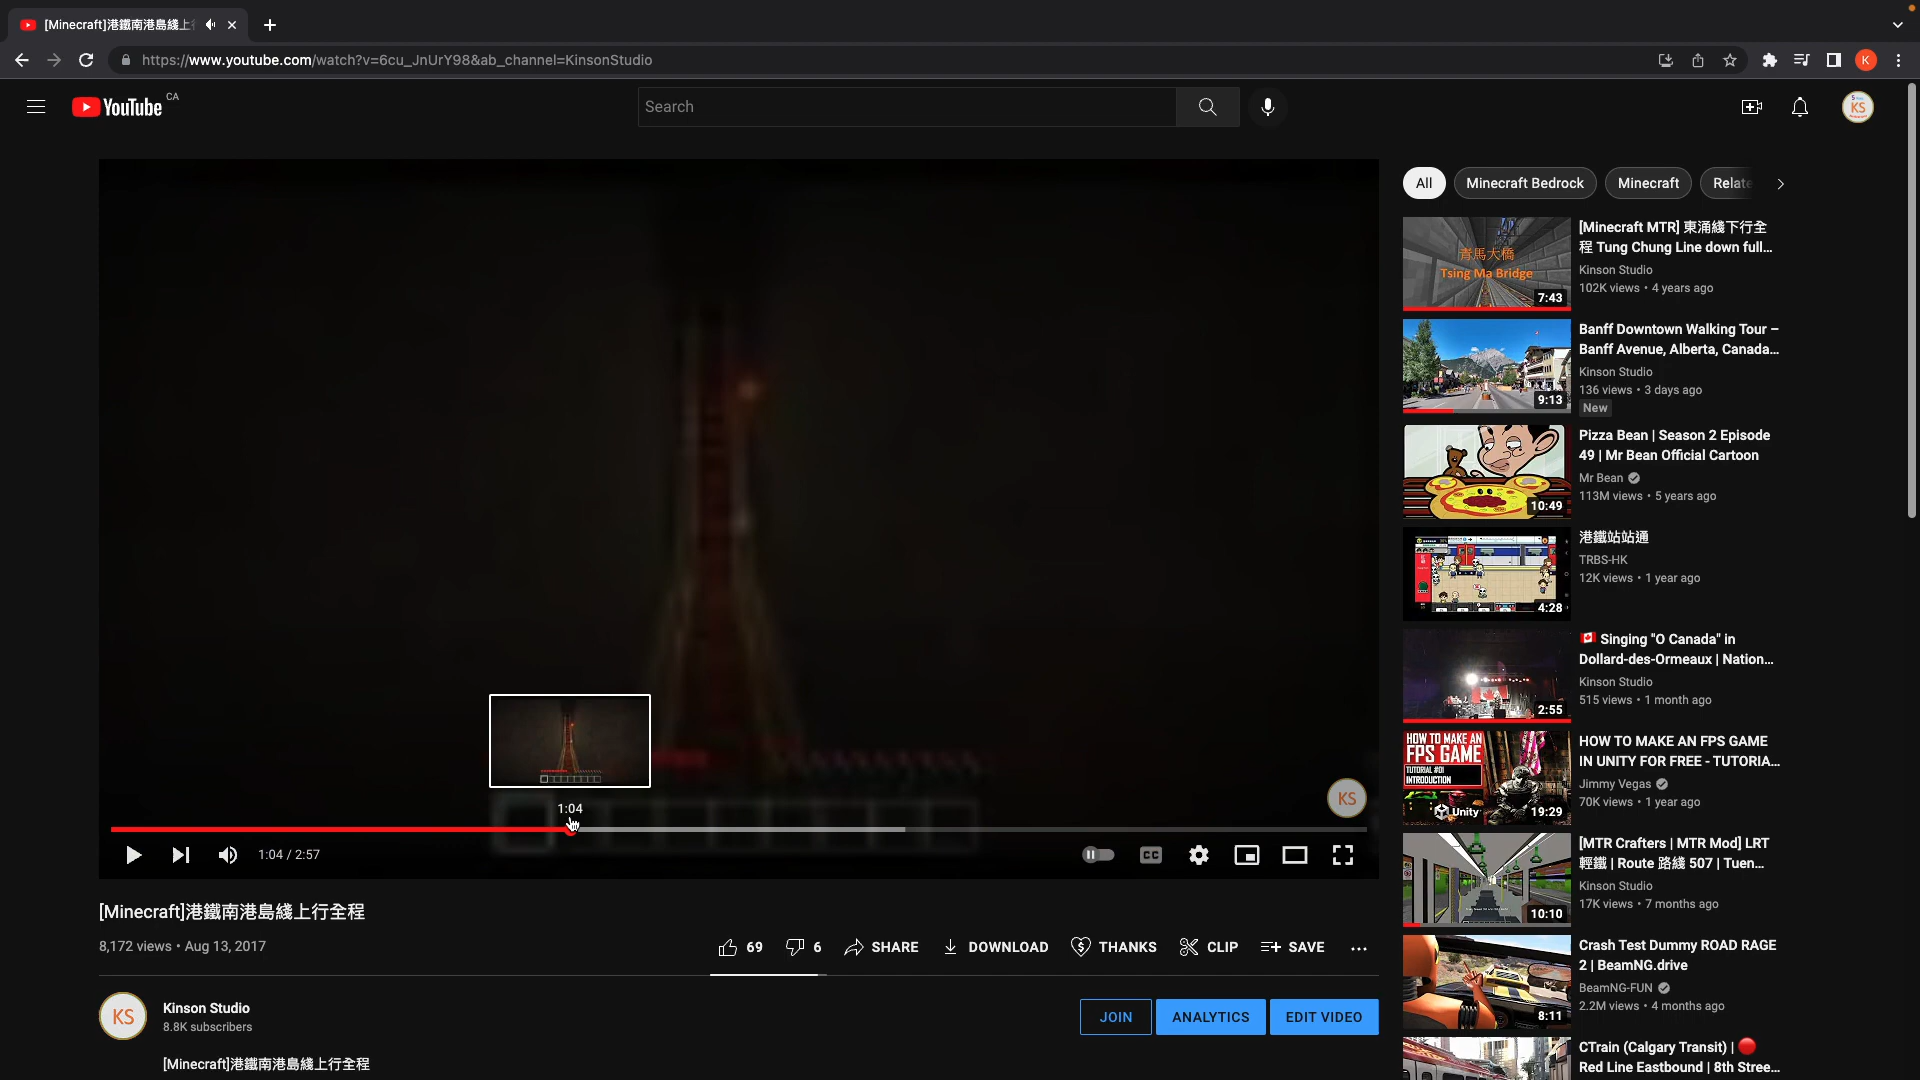 [Minecraft]港鐵南港島綫上行
https://www.youtube.com/watch?v=6cu_JnUrY98&ab_channel=KinsonStudio
K
YouTube CA
Search
KS
All
Minecraft Bedrock
Minecraft
Relate
青馬大橋
Tsing Ma Bridge
7:43
[Minecraft MTR] 東涌綫下行全
程 Tung Chung Line down full...
Kinson Studio
102K views • 4 years ago
9:13
Banff Downtown Walking Tour –
Banff Avenue, Alberta, Canada...
Kinson Studio
136 views • 3 days ago
New
10:49
Pizza Bean | Season 2 Episode
49 | Mr Bean Official Cartoon
Mr Bean
113M views • 5 years ago
4:28
港鐵站站通
TRBS-HK
12K views • 1 year ago
2:55
🇨🇦 Singing "O Canada" in
Dollard-des-Ormeaux | Nation...
Kinson Studio
515 views • 1 month ago
HOW TO MAKE AN
FPS GAME
TUTORIAL #01
INTRODUCTION
Unity
19:29
HOW TO MAKE AN FPS GAME
IN UNITY FOR FREE - TUTORIA...
Jimmy Vegas
70K views • 1 year ago
10:10
[MTR Crafters | MTR Mod] LRT
輕鐵 | Route 路綫 507 | Tuen...
Kinson Studio
17K views • 7 months ago
8:11
Crash Test Dummy ROAD RAGE
2 | BeamNG.drive
BeamNG-FUN
2.2M views • 4 months ago
CTrain (Calgary Transit) | 🔴
Red Line Eastbound | 8th Stree...
1:04
KS
1:04 / 2:57
CC
[Minecraft]港鐵南港島綫上行全程
8,172 views • Aug 13, 2017
69
6
SHARE
DOWNLOAD
THANKS
CLIP
SAVE
KS
Kinson Studio
8.8K subscribers
JOIN
ANALYTICS
EDIT VIDEO
[Minecraft]港鐵南港島綫上行全程